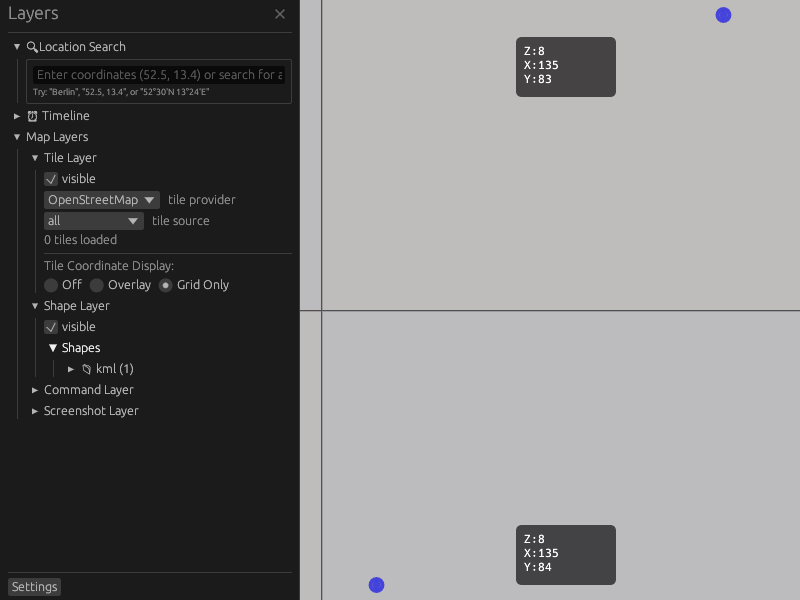 Layers
Location Search
Enter coordinates (52.5, 13.4) or search for a
Try: "Berlin", "52.5, 13.4", or "52°30'N 13°24'E"
Timeline
Map Layers
Tile Layer
visible
OpenStreetMap tile provider
all tile source
0 tiles loaded
Tile Coordinate Display:
Off Overlay Grid Only
Shape Layer
visible
Shapes
kml (1)
Command Layer
Screenshot Layer
Settings
Z:8
X:135
Y:83
Z:8
X:135
Y:84